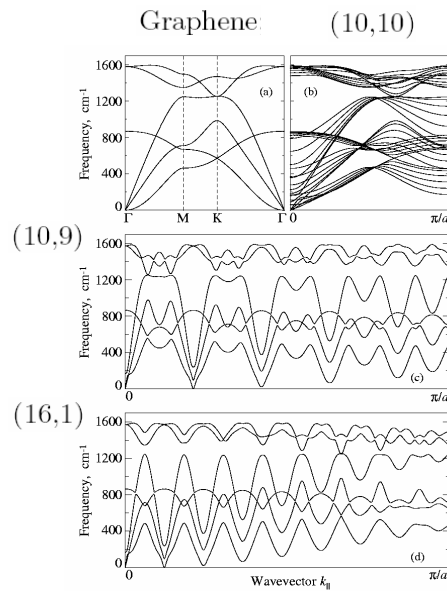 Graphene: (10,10)
Frequency, cm⁻¹
1600
1200
800
400
0
(a)
Γ M K Γ
(b)
0 π/a
(10,9)
Frequency, cm⁻¹
1600
1200
800
400
0
(c)
0 π/a
(16,1)
Frequency, cm⁻¹
1600
1200
800
400
0
(d)
0 Wavevector k∥ π/a